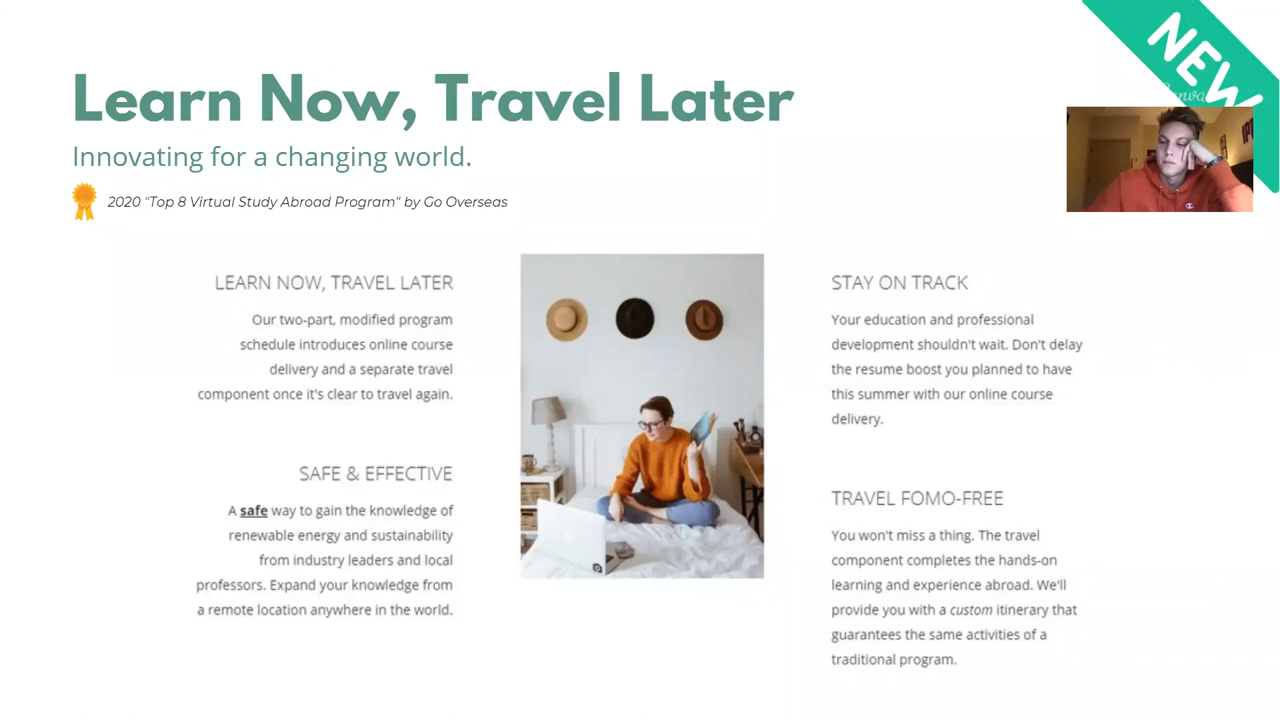 Learn Now, Travel Later
Innovating for a changing world.
2020 "Top 8 Virtual Study Abroad Program" by Go Overseas
NEW
LEARN NOW, TRAVEL LATER
Our two-part, modified program
schedule introduces online course
delivery and a separate travel
component once it's clear to travel again.
SAFE & EFFECTIVE
A safe way to gain the knowledge of
renewable energy and sustainability
from industry leaders and local
professors. Expand your knowledge from
a remote location anywhere in the world.
STAY ON TRACK
Your education and professional
development shouldn't wait. Don't delay
the resume boost you planned to have
this summer with our online course
delivery.
TRAVEL FOMO-FREE
You won't miss a thing. The travel
component completes the hands-on
learning and experience abroad. We'll
provide you with a custom itinerary that
guarantees the same activities of a
traditional program.